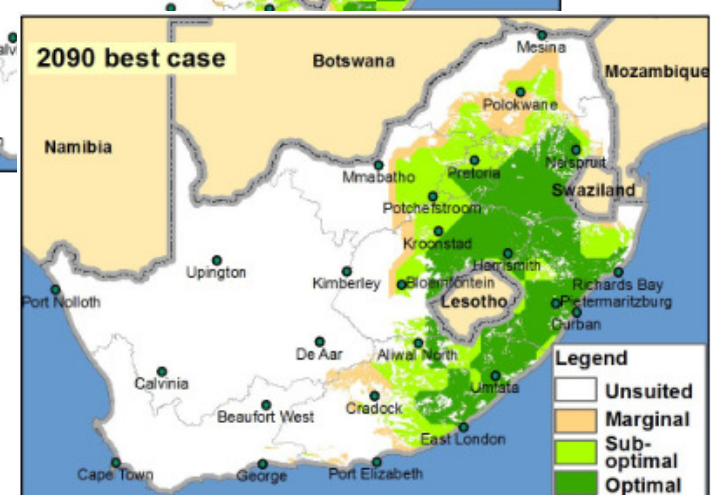 2090 best case
Botswana
Mesina
Mozambique
Polokwane
Namibia
Nelspruit
Mmabatho
Pretoria
Swaziland
Potchefstroom
Kroonstad
Upington
Harrismith
Kimberley
Bloemfontein
Richards Bay
Port Nolloth
Lesotho
Pietermaritzburg
Durban
De Aar
Aliwal North
Legend
Calvinia
Umtata
Unsuited
Beaufort West
Cradock
Marginal
East London
Sub-
optimal
Cape Town
George
Port Elizabeth
Optimal